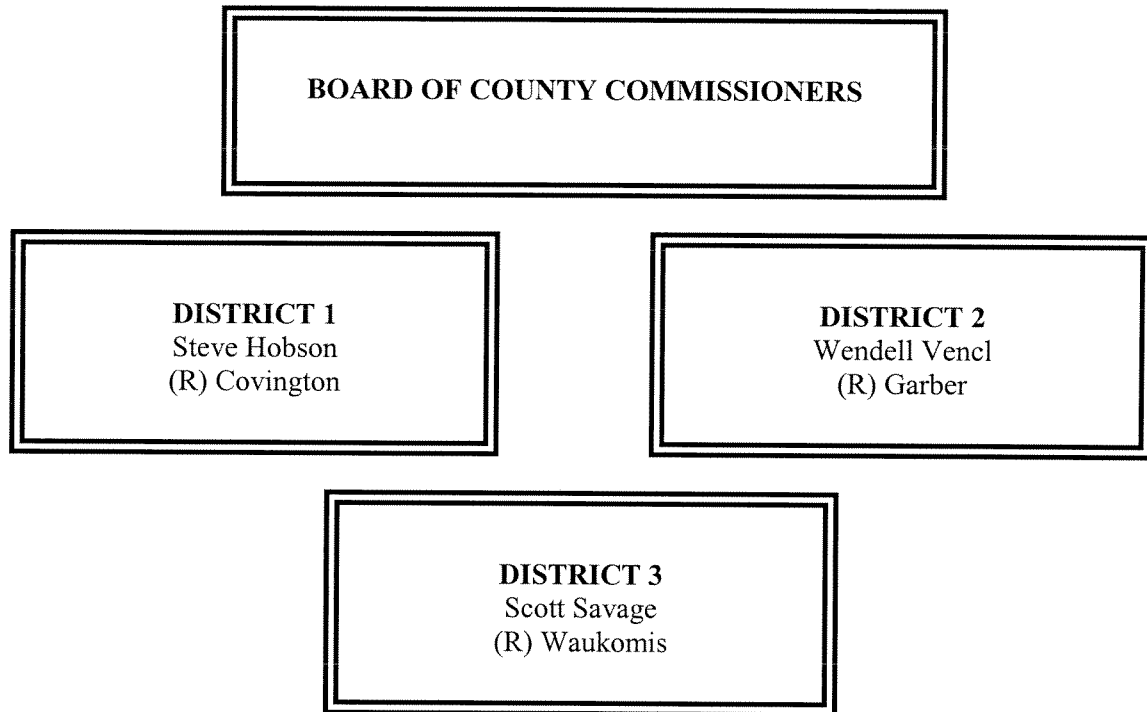 BOARD OF COUNTY COMMISSIONERS
DISTRICT 1
Steve Hobson
(R) Covington
DISTRICT 2
Wendell Vencl
(R) Garber
DISTRICT 3
Scott Savage
(R) Waukomis